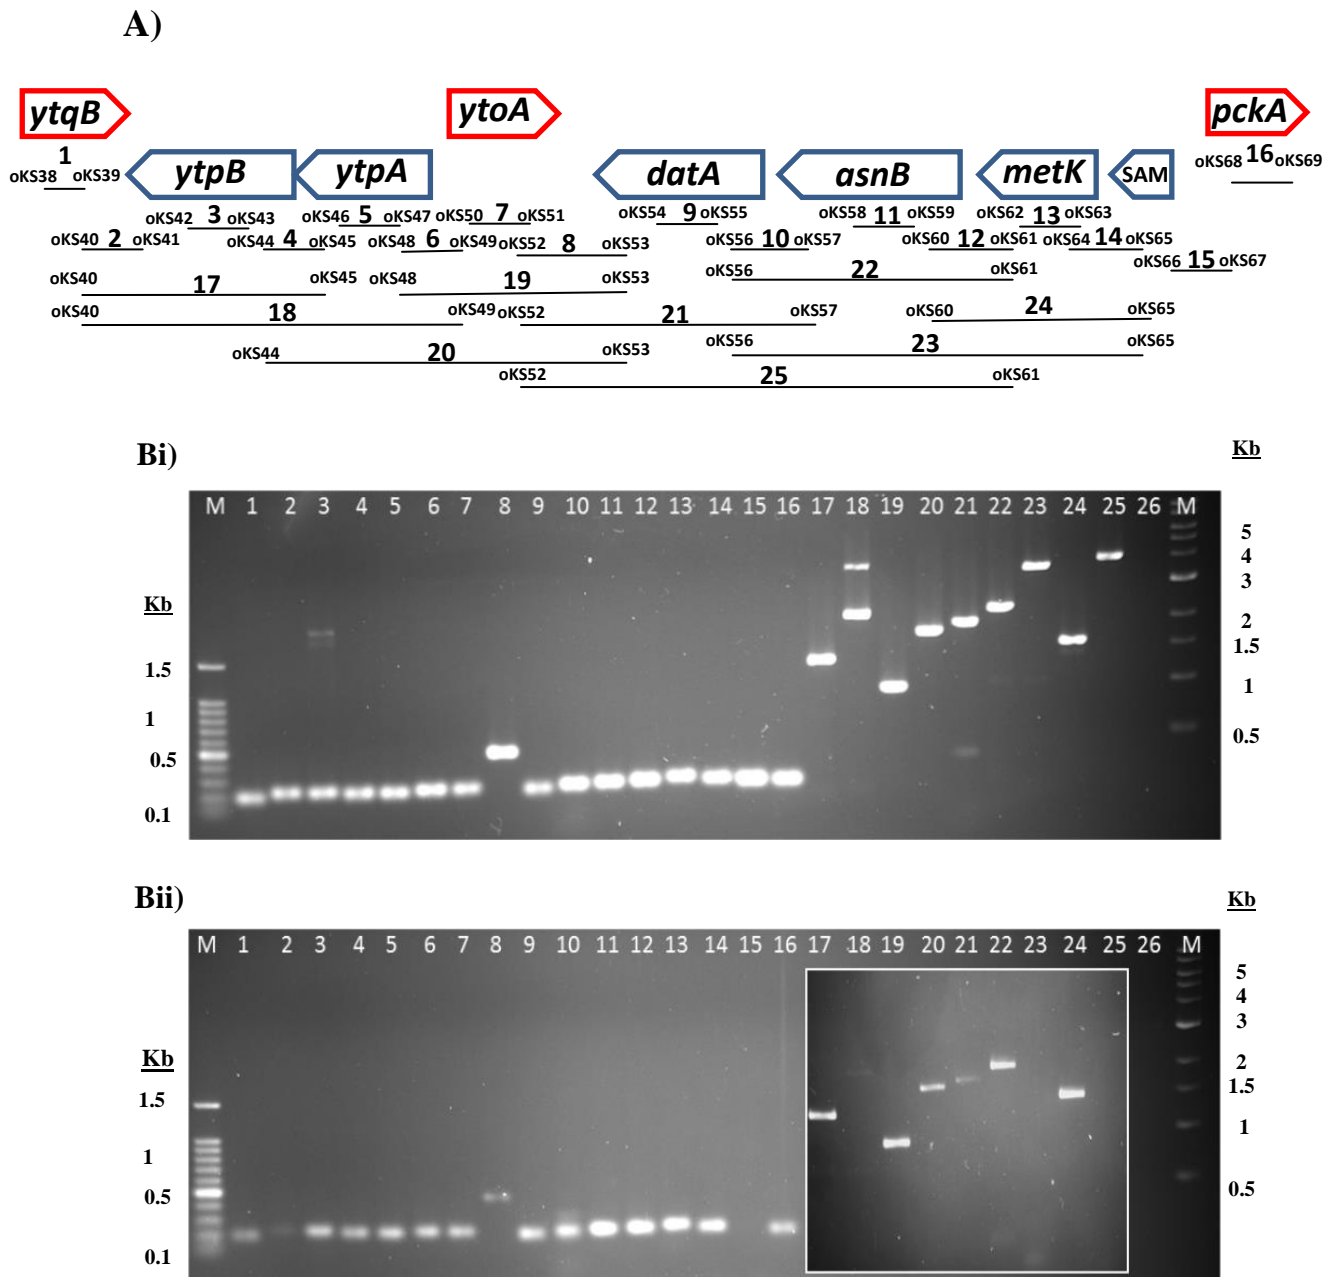 A)
ytqB ytoA pckA
1 oKS68 16 oKS69
oKS38 oKS39 ytpB ytpA datA asnB metK SAM
oKS42 3 oKS43 oKS46 5 oKS47 oKS50 7 oKS51 oKS54 9 oKS55 oKS58 11 oKS59 oKS62 13 oKS63
oKS40 2 oKS41 oKS44 4 oKS45 oKS48 6 oKS49 oKS52 8 oKS53 oKS56 10 oKS57 oKS60 12 oKS61 oKS64 14 oKS65
oKS66 15 oKS67
oKS40 17 oKS45 oKS48 19 oKS53 oKS56 22 oKS61
oKS40 18 oKS49 oKS52 21 oKS57 oKS60 24 oKS65
oKS44 20 oKS53 oKS56 23 oKS65
oKS52 25 oKS61
Bi)
Kb
M 1 2 3 4 5 6 7 8 9 10 11 12 13 14 15 16 17 18 19 20 21 22 23 24 25 26 M
5
4
3
2
1.5
1
0.5
Kb
1.5
1
0.5
0.1
Bii)
Kb
M 1 2 3 4 5 6 7 8 9 10 11 12 13 14 15 16 17 18 19 20 21 22 23 24 25 26 M
5
4
3
2
1.5
1
0.5
Kb
1.5
1
0.5
0.1